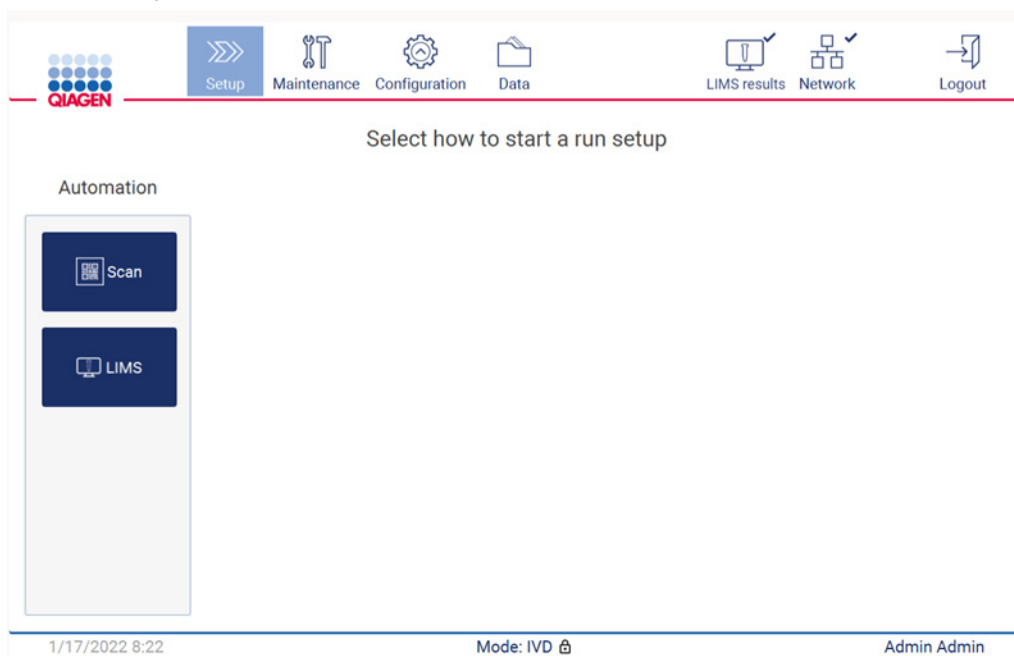 QIAGEN
Setup
Maintenance
Configuration
Data
LIMS results
Network
Logout
Select how to start a run setup
Automation
Scan
LIMS
1/17/2022 8:22
Mode: IVD
Admin Admin